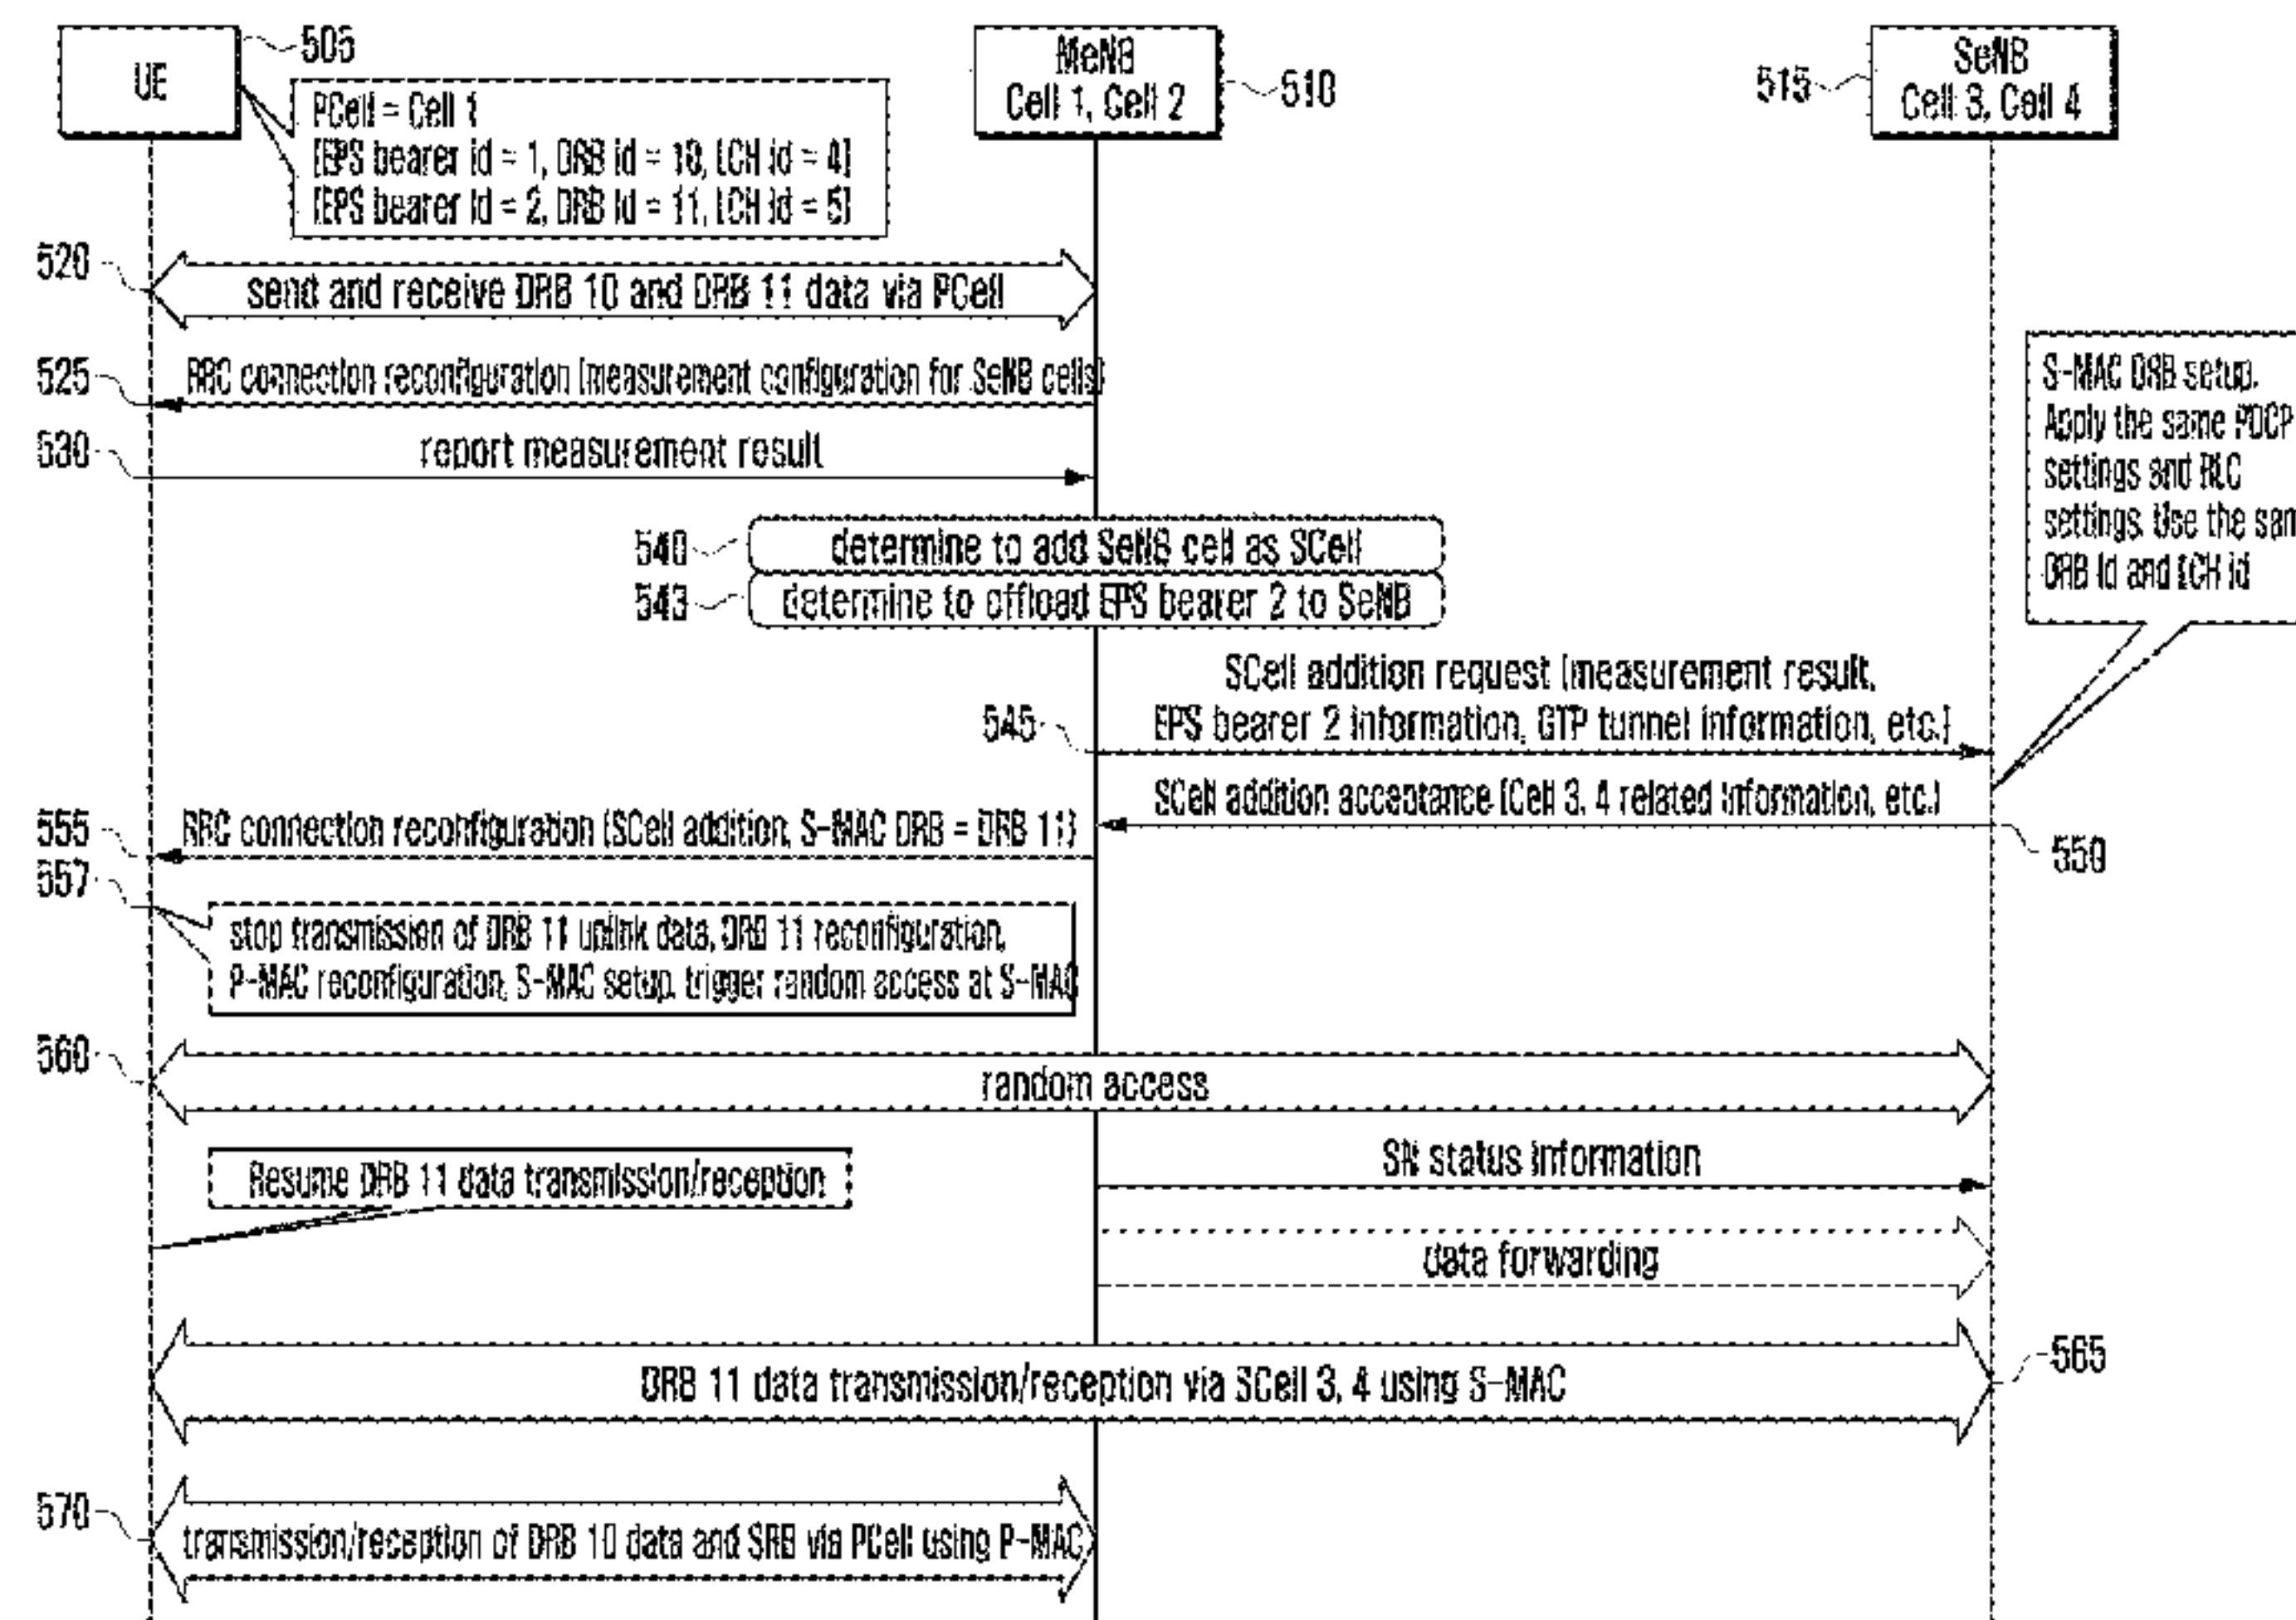 UE
505
MeNB
Cell 1, Cell 2
510
515
SeNB
Cell 3, Cell 4
PCell = Cell 1
[EPS bearer id = 1, DRB id = 10, LCH id = 4]
[EPS bearer id = 2, DRB id = 11, LCH id = 5]
520
send and receive DRB 10 and DRB 11 data via PCell
525
RRC connection reconfiguration (measurement configuration for SeNB cells)
530
report measurement result
S-MAC DRB setup.
Apply the same PDCP
settings and RLC
settings. Use the
DRB id and LCH id
540
determine to add SeNB cell as SCell
543
determine to offload EPS bearer 2 to SeNB
545
SCell addition request (measurement result,
EPS bearer 2 information, GTP tunnel information, etc.)
SCell addition acceptance (Cell 3, 4 related information, etc.)
550
555
RRC connection reconfiguration (SCell addition, S-MAC DRB = DRB 11)
557
stop transmission of DRB 11 uplink data, DRB 11 reconfiguration,
P-MAC reconfiguration, S-MAC setup, trigger random access at S-MAC
560
random access
SN status information
Resume DRB 11 data transmission/reception
data forwarding
DRB 11 data transmission/reception via SCell 3, 4 using S-MAC
565
570
transmission/reception of DRB 10 data and SRB via PCell using P-MAC